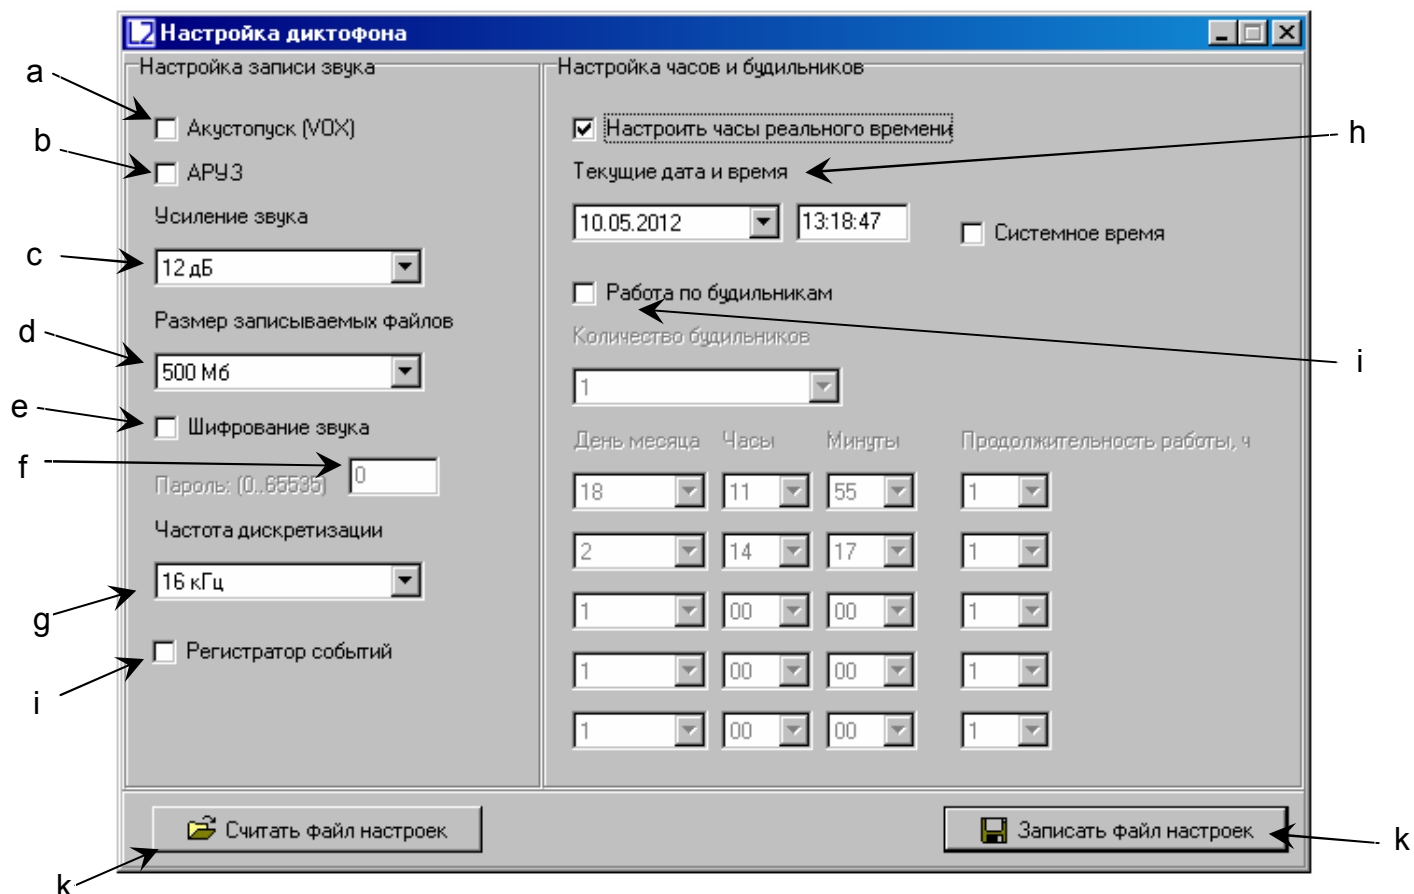 Настройка диктофона
Настройка записи звука
a
Акустопуск (VOX)
b
АРУЗ
Усиление звука
c
12 дБ
Размер записываемых файлов
d
500 Мб
e
Шифрование звука
f
Пароль: (0..65535)
0
Частота дискретизации
16 кГц
g
Регистратор событий
i
Настройка часов и будильников
Настроить часы реального времени
h
Текущие дата и время
10.05.2012 13:18:47
Системное время
Работа по будильникам
i
Количество будильников
1
День месяца Часы Минуты Продолжительность работы, ч
18 11 55 1
2 14 17 1
1 00 00 1
1 00 00 1
1 00 00 1
Считать файл настроек
k
Записать файл настроек
k